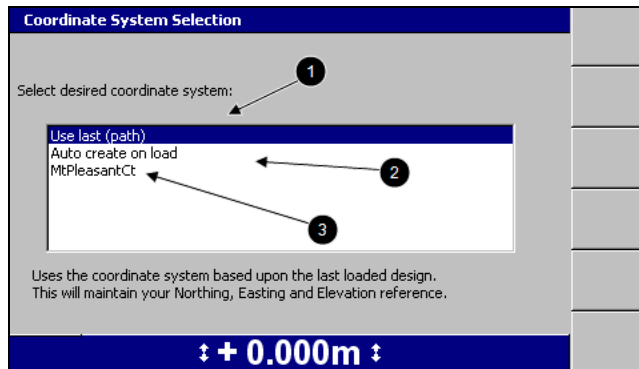 Coordinate System Selection
1
Select desired coordinate system:
Use last (path)
Auto create on load
2
MtPleasantCt
3
Uses the coordinate system based upon the last loaded design.
This will maintain your Northing, Easting and Elevation reference.
↕ + 0.000m ↕